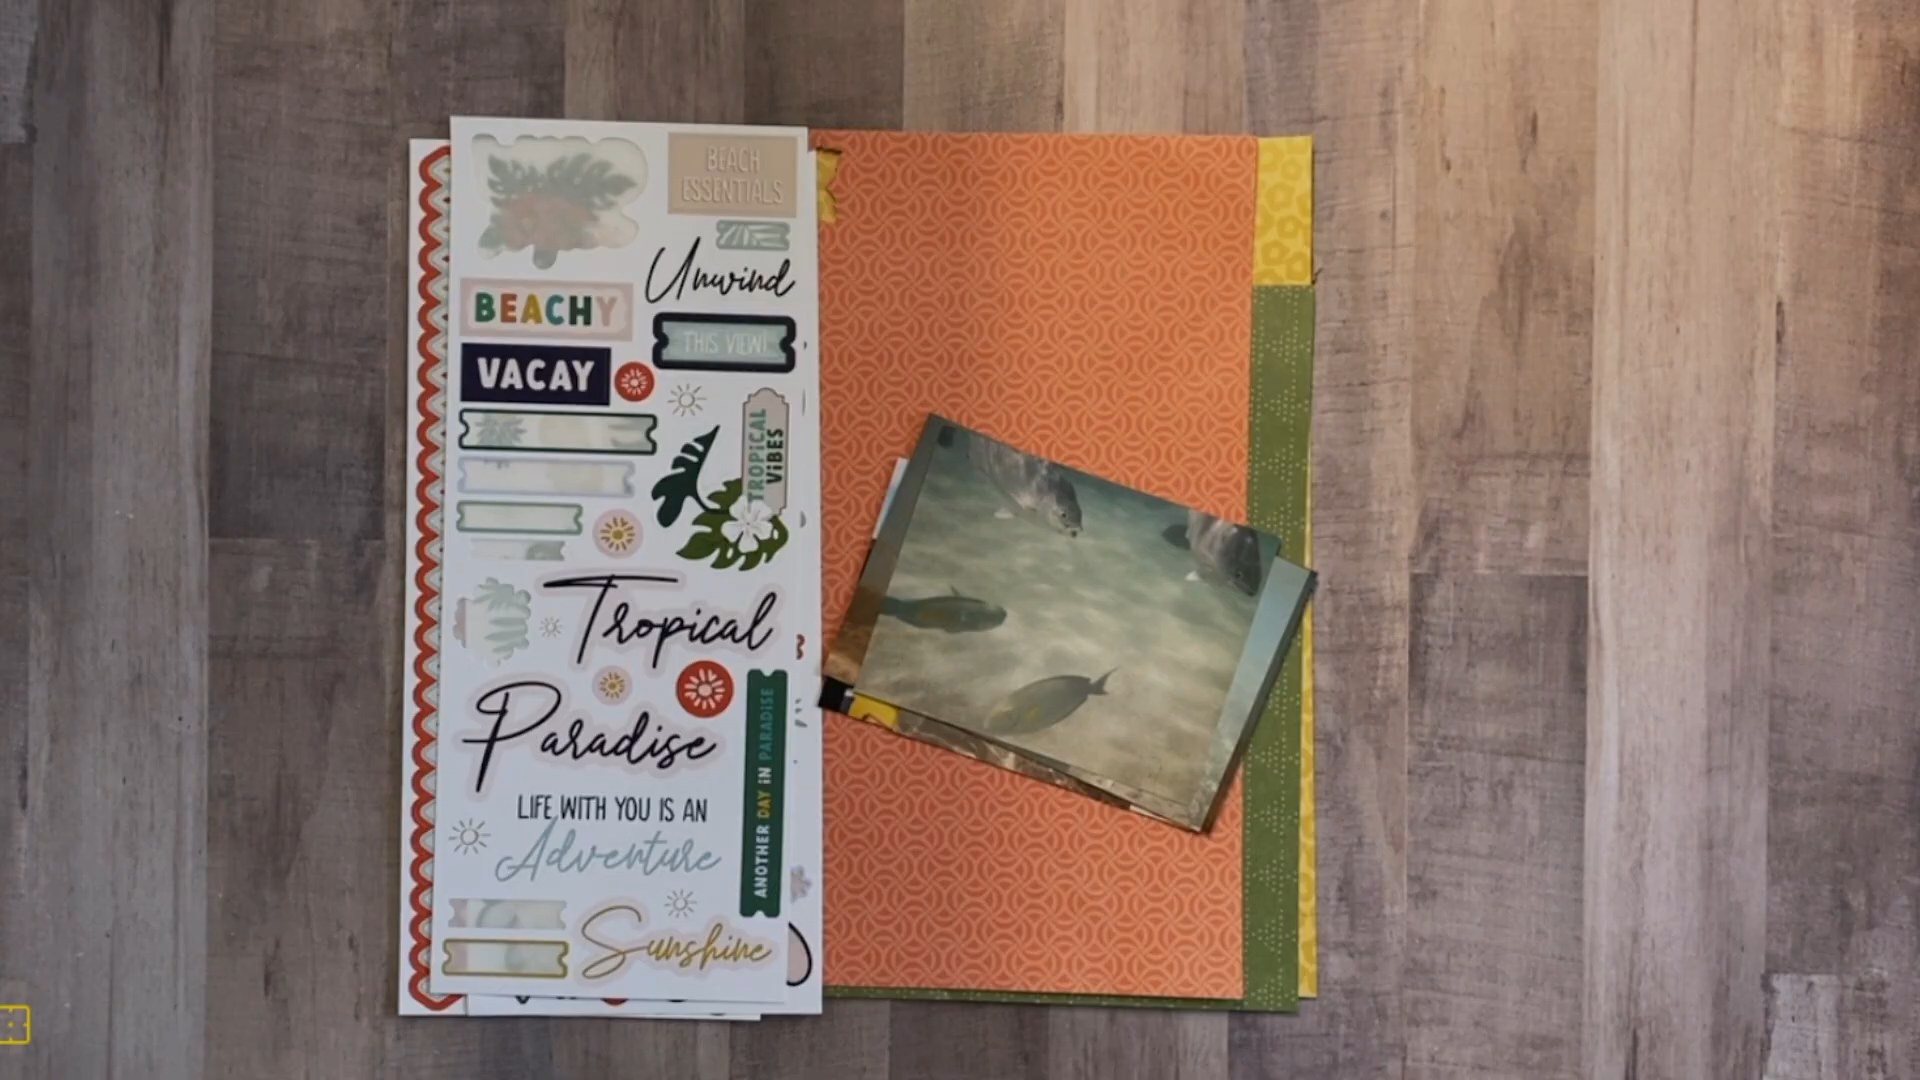 BEACH
ESSENTIALS
Unwind
BEACHY
THIS VIEW!
VACAY
TROPICAL
VIBES
Tropical
Paradise
LIFE WITH YOU IS AN
Adventure
ANOTHER DAY IN PARADISE
Sunshine